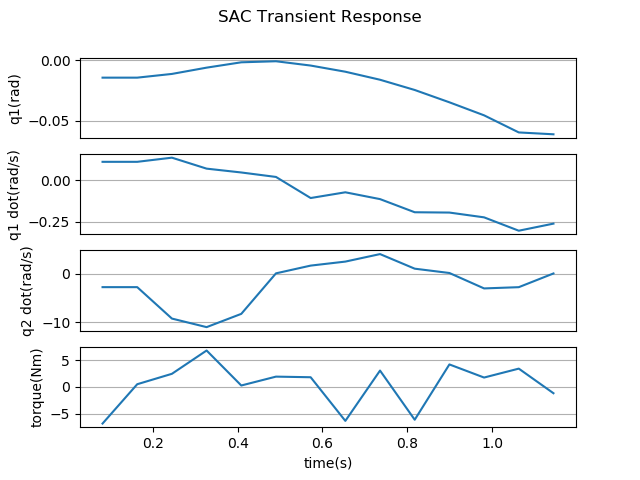 SAC Transient Response
0.00
−0.05
q1(rad)
0.00
−0.25
q1 dot(rad/s)
0
−10
q2 dot(rad/s)
5
0
−5
torque(Nm)
0.2 0.4 0.6 0.8 1.0
time(s)